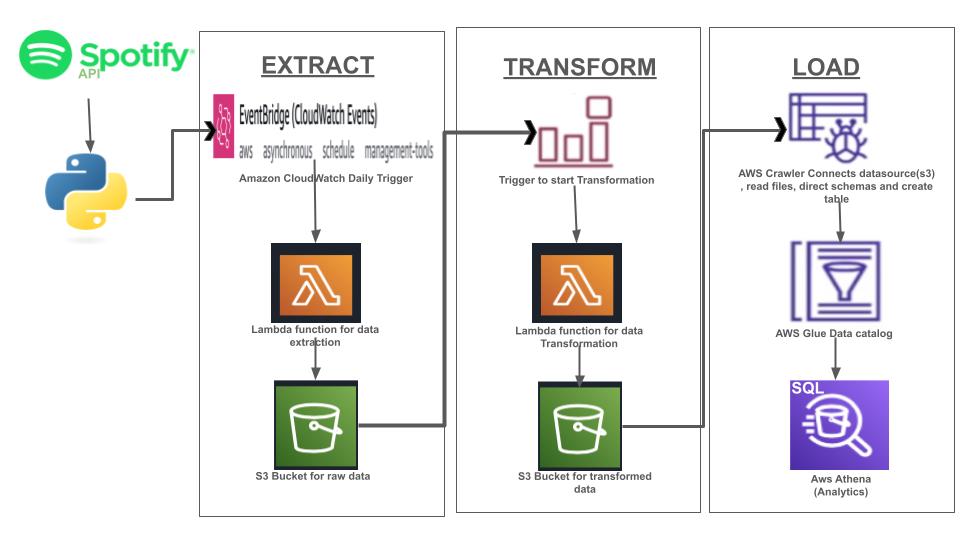 Spotify
API
EXTRACT
EventBridge (CloudWatch Events)
aws asynchronous schedule management-tools
Amazon CloudWatch Daily Trigger
Lambda function for data
extraction
S3 Bucket for raw data
TRANSFORM
Trigger to start Transformation
Lambda function for data
Transformation
S3 Bucket for transformed
data
LOAD
AWS Crawler Connects datasource(s3)
, read files, direct schemas and create
table
AWS Glue Data catalog
SQL
Aws Athena
(Analytics)